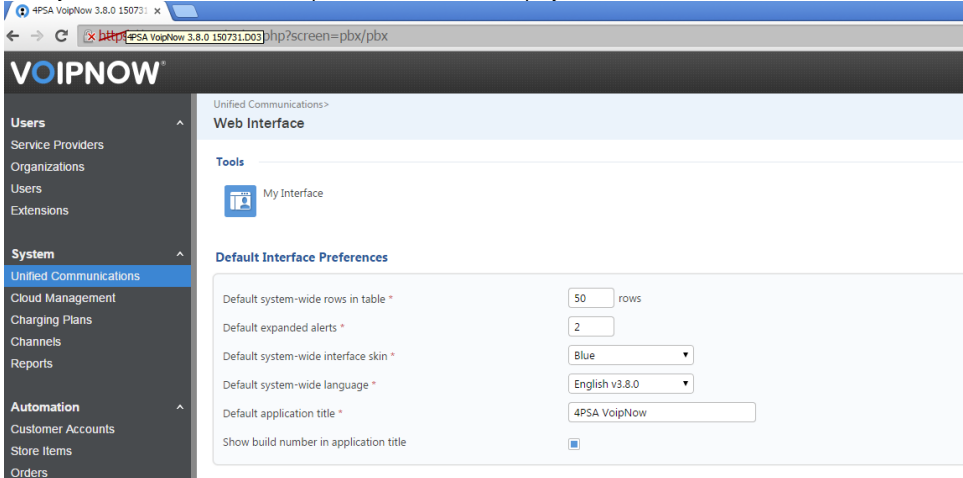 4PSA VoipNow 3.8.0 15073
https 4PSA VoipNow 3.8.0 150731.D03 php?screen=pbx/pbx
VOIPNOW®
Unified Communications>
Web Interface
Users
Service Providers
Organizations
Users
Extensions
Tools
My Interface
System
Unified Communications
Cloud Management
Charging Plans
Channels
Reports
Default Interface Preferences
Default system-wide rows in table * 50 rows
Default expanded alerts * 2
Default system-wide interface skin * Blue
Default system-wide language * English v3.8.0
Default application title * 4PSA VoipNow
Show build number in application title
Automation
Customer Accounts
Store Items
Orders